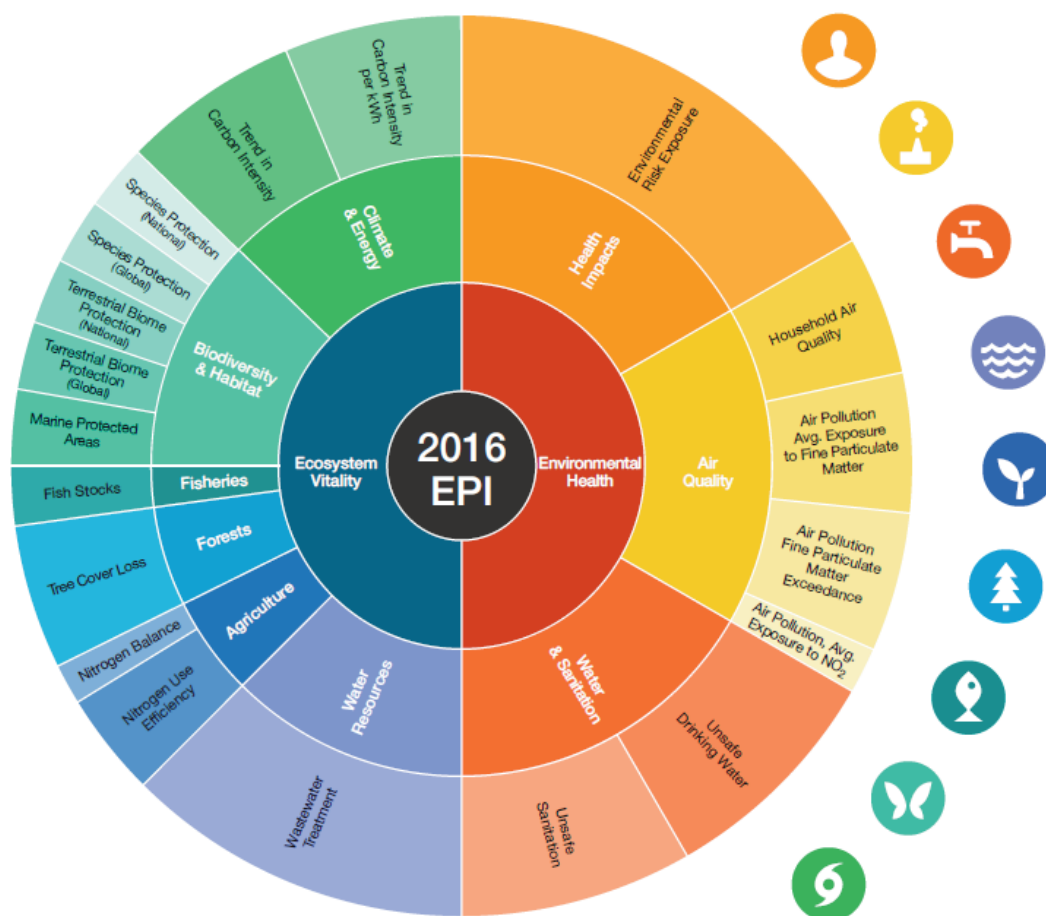 2016
EPI
Environmental
Health
Health
Impacts
Environmental
Risk Exposure
Air
Quality
Household Air
Quality
Air Pollution
Avg. Exposure
to Fine Particulate
Matter
Air Pollution
Fine Particulate
Matter
Exceedance
Air Pollution, Avg.
Exposure to NO₂
Water
& Sanitation
Unsafe
Drinking Water
Unsafe
Sanitation
Ecosystem
Vitality
Water
Resources
Wastewater
Treatment
Agriculture
Nitrogen Use
Efficiency
Nitrogen Balance
Forests
Tree Cover Loss
Fisheries
Fish Stocks
Biodiversity
& Habitat
Marine Protected
Areas
Terrestrial Biome
Protection
(Global)
Terrestrial Biome
Protection
(National)
Species Protection
(Global)
Species Protection
(National)
Climate
& Energy
Trend in
Carbon Intensity
Trend in
Carbon Intensity
per kWh